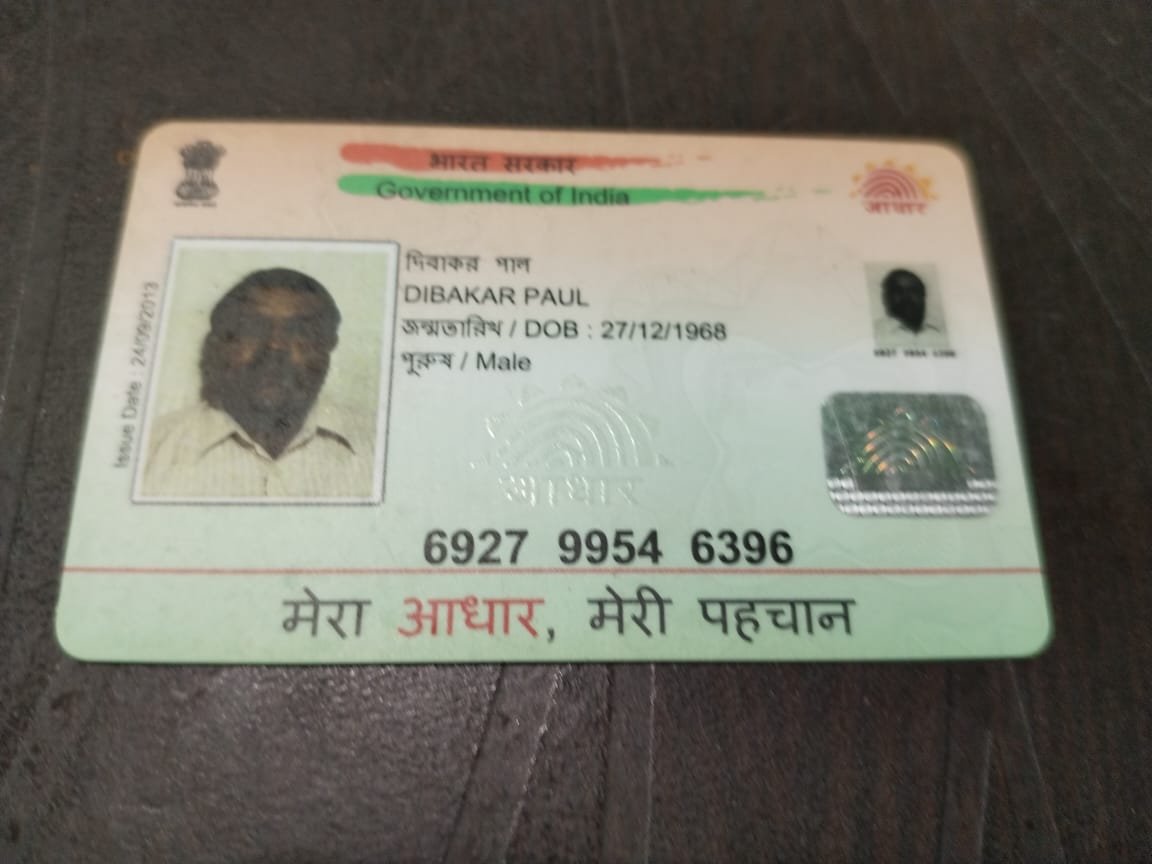 भारत सरकार
Government of India
आधार
Issue Date : 24/09/2013
দিবাকর পাল
DIBAKAR PAUL
জন্মতারিখ / DOB : 27/12/1968
পুরুষ / Male
आधार
6927 9954 6396
मेरा आधार, मेरी पहचान